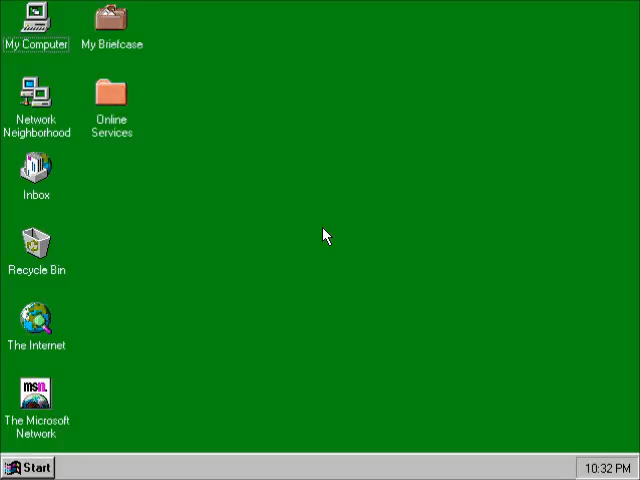 My Computer
My Briefcase
Network
Neighborhood
Online
Services
Inbox
Recycle Bin
The Internet
msn.
The Microsoft
Network
Start
10:32 PM